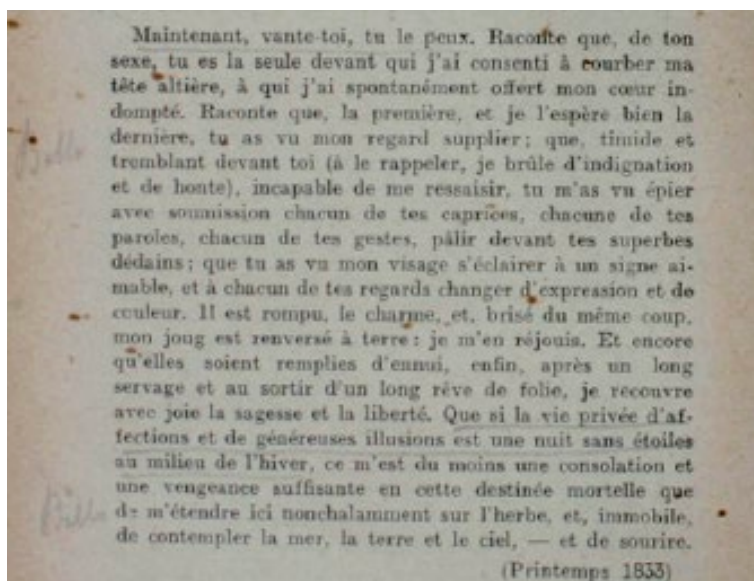 Maintenant, vante-toi, tu le peux. Raconte que, de ton
sexe, tu es la seule devant qui j'ai consenti à courber ma
tête altière, à qui j'ai spontanément offert mon cœur in-
dompté. Raconte que, la première, et je l'espère bien la
dernière, tu as vu mon regard supplier; que, timide et
tremblant devant toi (à le rappeler, je brûle d'indignation
et de honte), incapable de me ressaisir, tu m'as vu épier
avec soumission chacun de tes caprices, chacune de tes
paroles, chacun de tes gestes, pâlir devant tes superbes
dédains; que tu as vu mon visage s'éclairer à un signe ai-
mable, et à chacun de tes regards changer d'expression et de
couleur. Il est rompu, le charme, et, brisé du même coup,
mon joug est renversé à terre: je m'en réjouis. Et encore
qu'elles soient remplies d'ennui, enfin, après un long
servage et au sortir d'un long rêve de folie, je recouvre
avec joie la sagesse et la liberté. Que si la vie privée d'af-
fections et de généreuses illusions est une nuit sans étoiles
au milieu de l'hiver, ce m'est du moins une consolation et
une vengeance suffisante en cette destinée mortelle que
de m'étendre ici nonchalamment sur l'herbe, et, immobile,
de contempler la mer, la terre et le ciel, — et de sourire.
(Printemps 1833)